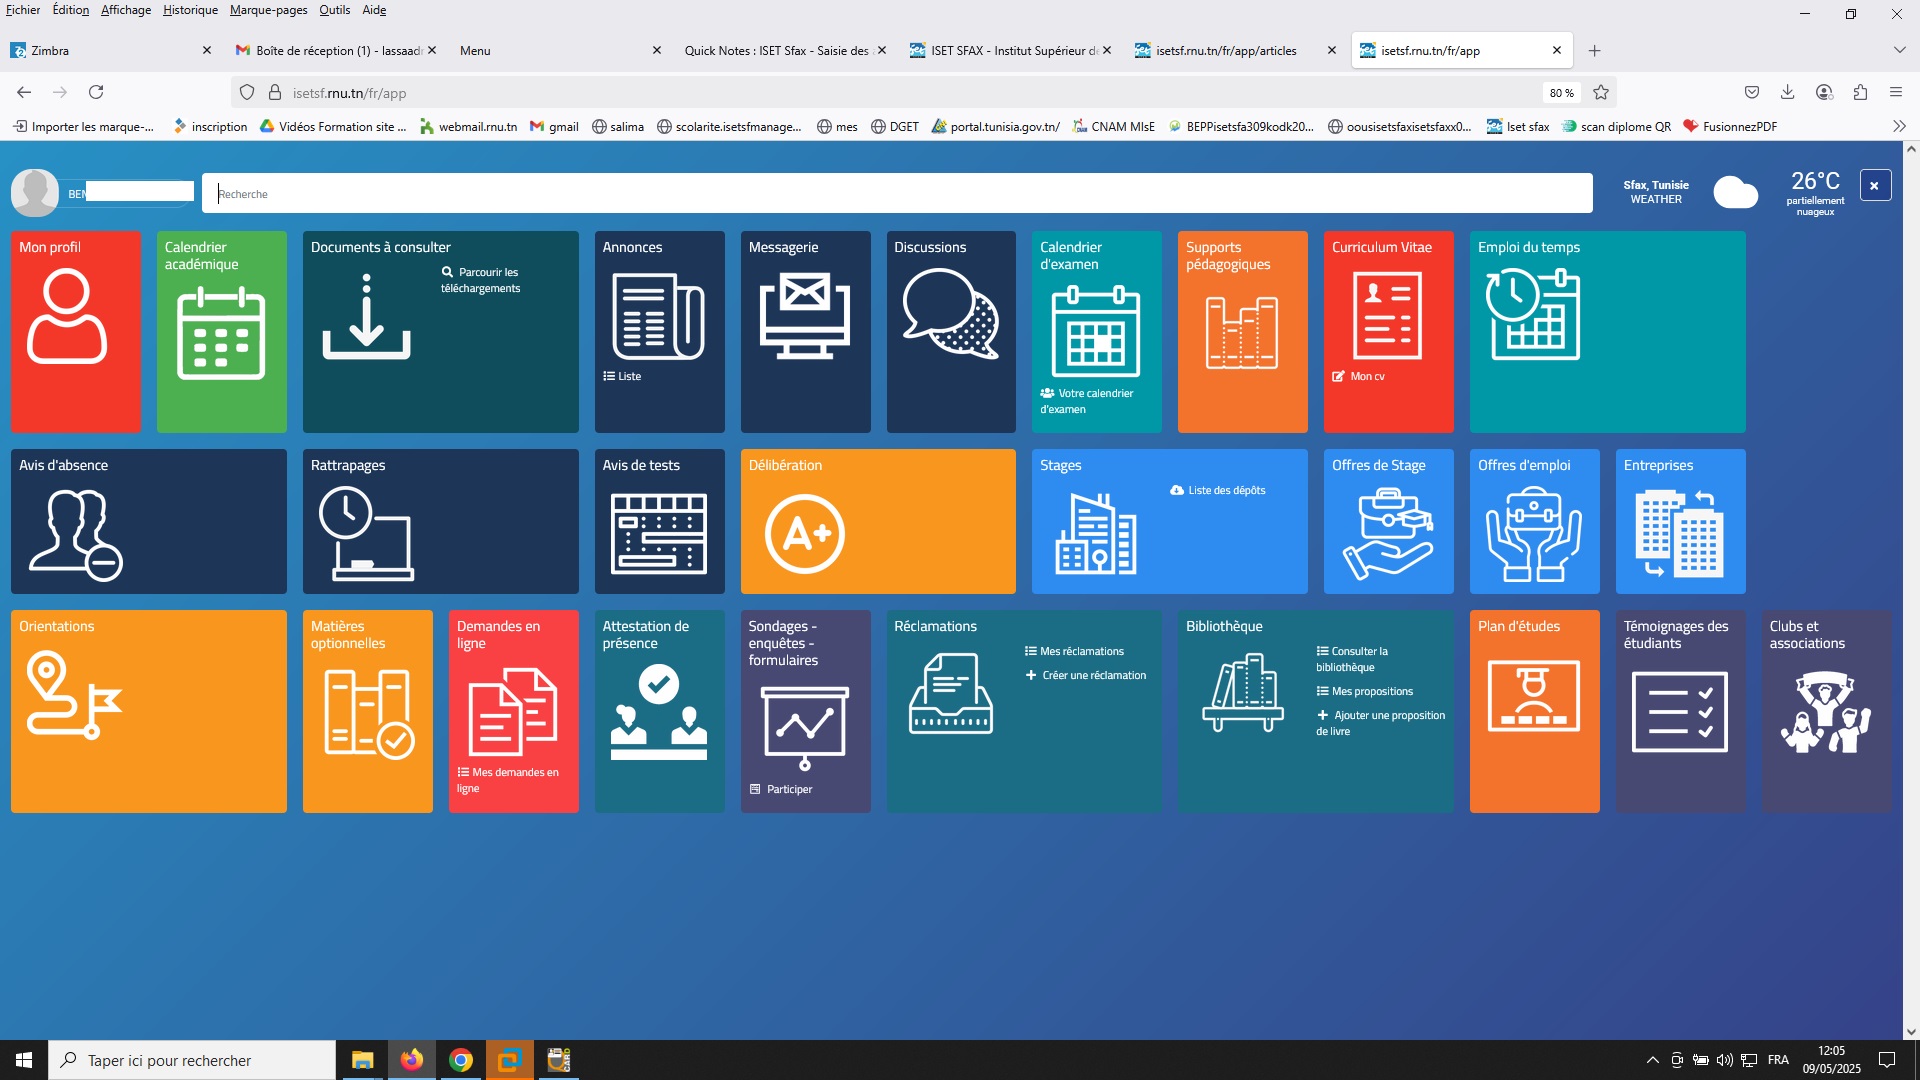 Fichier Édition Affichage Historique Marque-pages Outils Aide
Zimbra
Boîte de réception (1) - lassaadr
Menu
Quick Notes : ISET Sfax - Saisie des
ISET SFAX - Institut Supérieur d
isetsf.rnu.tn/fr/app/articles
isetsf.rnu.tn/fr/app
isetsf.rnu.tn/fr/app
80 %
Importer les marque-...
inscription
Vidéos Formation site ...
webmail.rnu.tn
gmail
salima
scolarite.isetsfmanage...
mes
DGET
portal.tunisia.gov.tn/
CNAM MIsE
BEPPisetsfa309kodk20...
oousisetsfaxisetsfaxx0...
Iset sfax
scan diplome QR
FusionnezPDF
BEN
Recherche
Sfax, Tunisie
WEATHER
26°C
partiellement
nuageux
Mon profil
Calendrier
académique
Documents à consulter
Parcourir les
téléchargements
Annonces
Liste
Messagerie
Discussions
Calendrier
d'examen
Votre calendrier
d'examen
Supports
pédagogiques
Curriculum Vitae
Mon cv
Emploi du temps
Avis d'absence
Rattrapages
Avis de tests
Délibération
A+
Stages
Liste des dépôts
Offres de Stage
Offres d'emploi
Entreprises
Orientations
Matières
optionnelles
Demandes en
ligne
Mes demandes en
ligne
Attestation de
présence
Sondages -
enquêtes -
formulaires
Participer
Réclamations
Mes réclamations
Créer une réclamation
Bibliothèque
Consulter la
bibliothèque
Mes propositions
Ajouter une proposition
de livre
Plan d'études
Témoignages des
étudiants
Clubs et
associations
Taper ici pour rechercher
CARD
FRA
12:05
09/05/2025